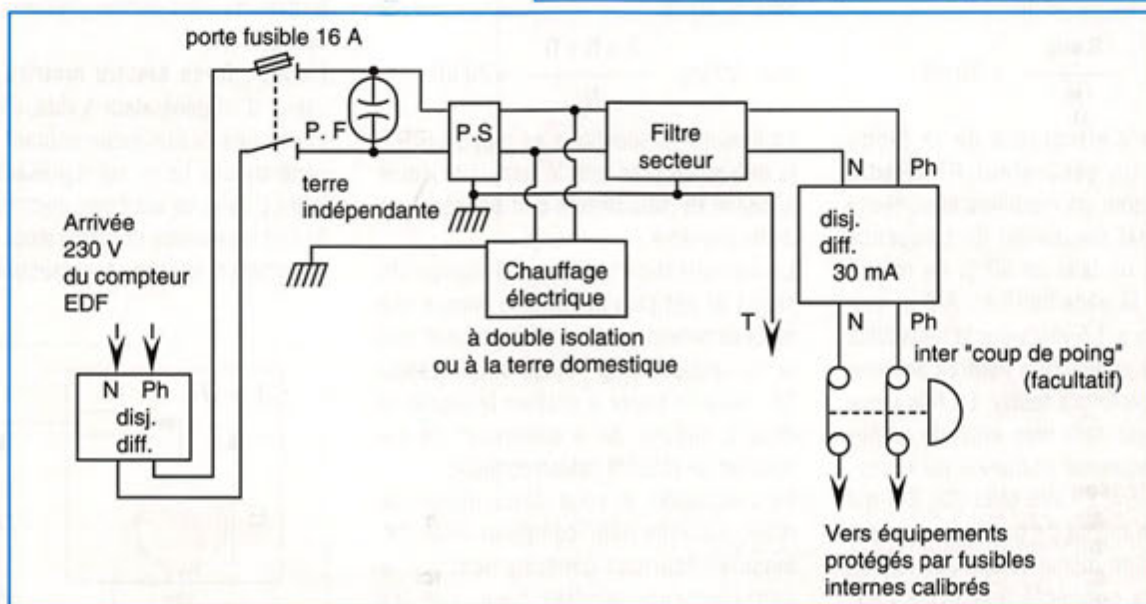 porte fusible 16 A
P. F
P.S
Filtre
secteur
N Ph
terre
indépendante
Arrivée
230 V
du compteur
EDF
disj.
diff.
30 mA
Chauffage
électrique
T
N Ph
à double isolation
ou à la terre domestique
inter "coup de poing"
(facultatif)
N Ph
disj.
diff.
Vers équipements
protégés par fusibles
internes calibrés